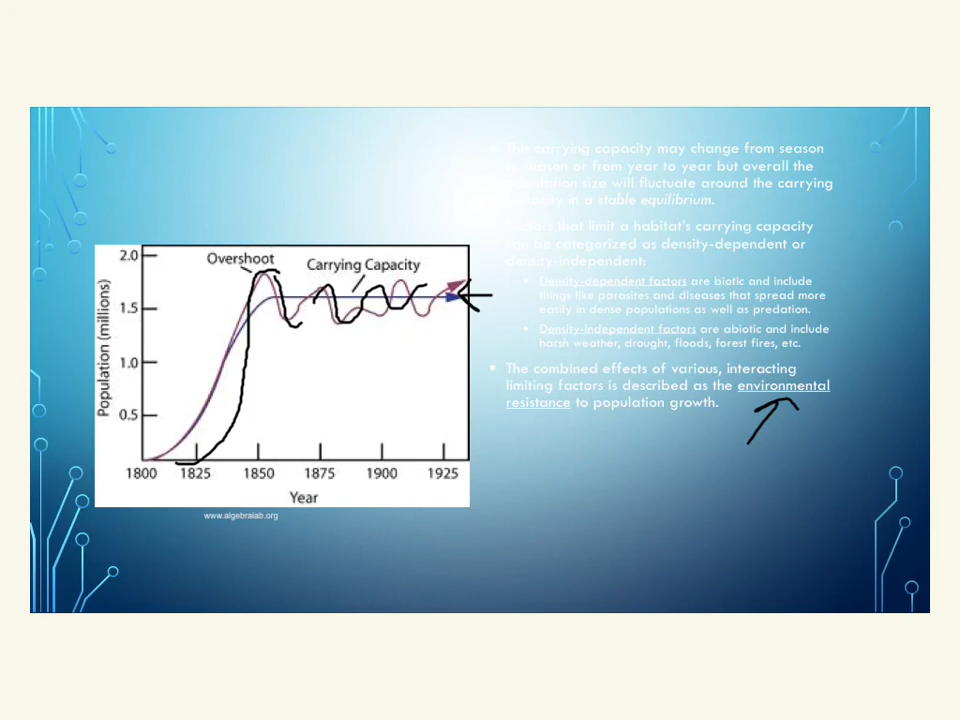 This carrying capacity may change from season
to season or from year to year but overall the
population size will fluctuate around the carrying
capacity in a stable equilibrium.
Factors that limit a habitat's carrying capacity
can be categorized as density-dependent or
density-independent:
Density-dependent factors are biotic and include
things like parasites and diseases that spread more
easily in dense populations as well as predation.
Density-independent factors are abiotic and include
harsh weather, drought, floods, forest fires, etc.
The combined effects of various, interacting
limiting factors is described as the environmental
resistance to population growth.
Overshoot
Carrying Capacity
Population (millions)
2.0
1.5
1.0
0.5
1800 1825 1850 1875 1900 1925
Year
www.algebralab.org